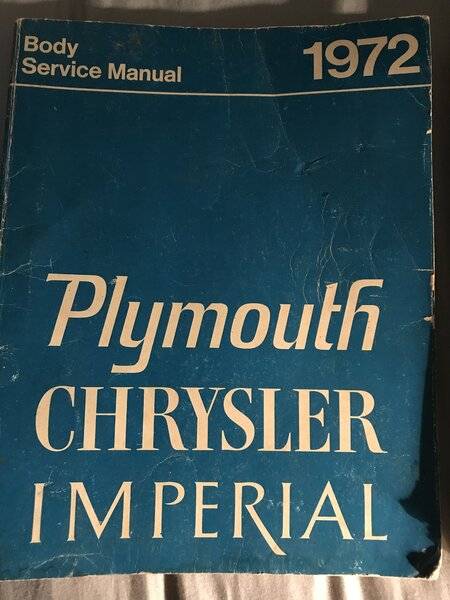 Body
Service Manual
1972
Plymouth
CHRYSLER
IMPERIAL